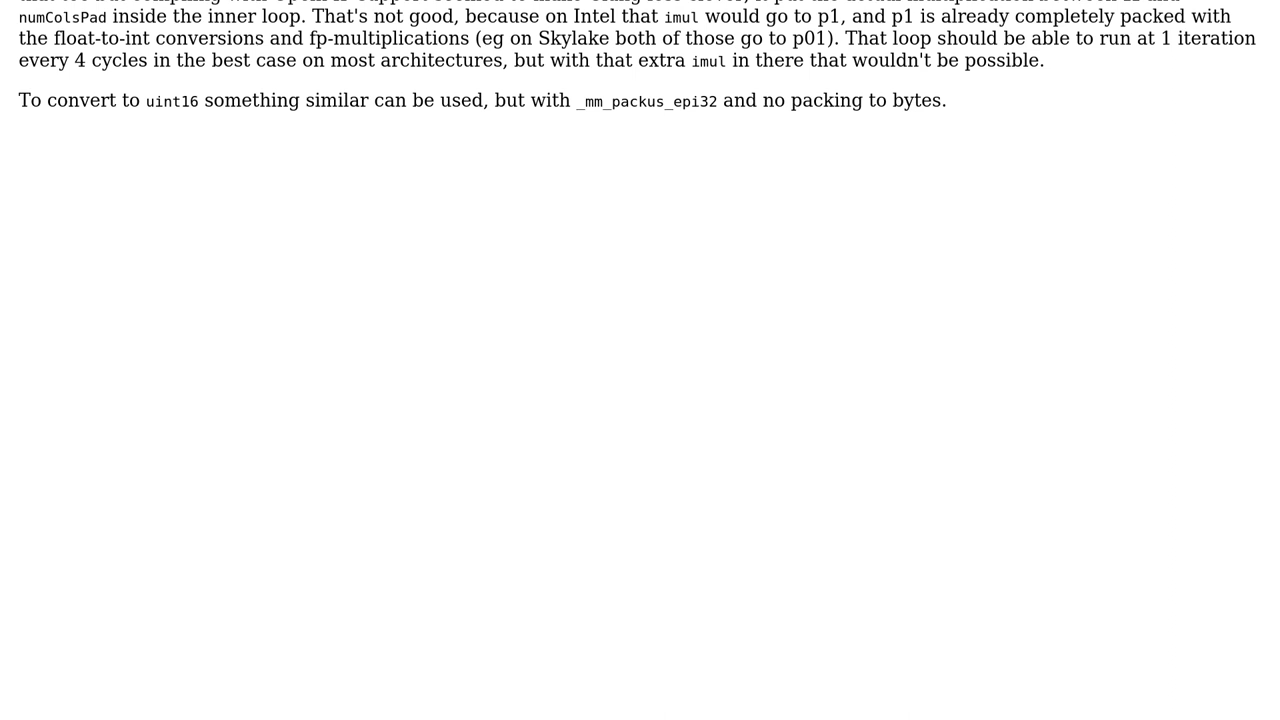 numColsPad inside the inner loop. That's not good, because on Intel that imul would go to p1, and p1 is already completely packed with
the float-to-int conversions and fp-multiplications (eg on Skylake both of those go to p01). That loop should be able to run at 1 iteration
every 4 cycles in the best case on most architectures, but with that extra imul in there that wouldn't be possible.
To convert to uint16 something similar can be used, but with _mm_packus_epi32 and no packing to bytes.